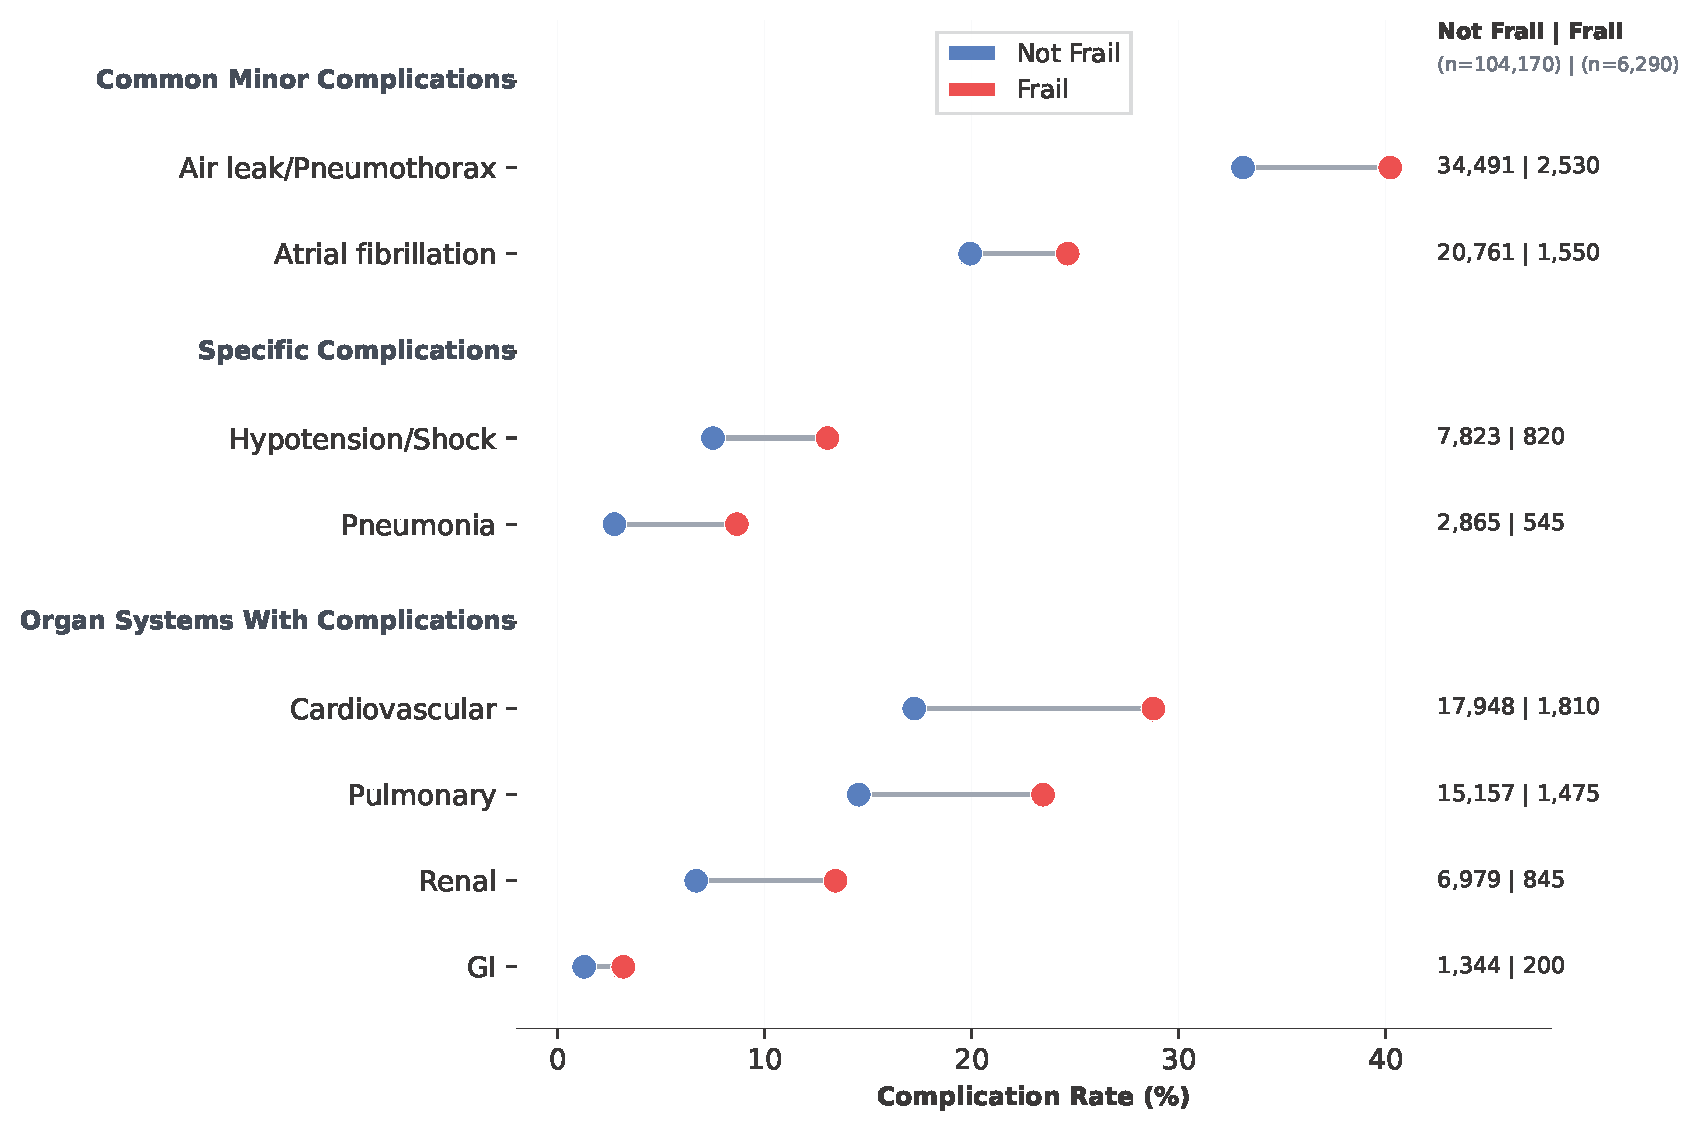 Not Frail | Frail
(n=104,170) | (n=6,290)
Not Frail
Frail
Common Minor Complications
Air leak/Pneumothorax
34,491 | 2,530
Atrial fibrillation
20,761 | 1,550
Specific Complications
Hypotension/Shock
7,823 | 820
Pneumonia
2,865 | 545
Organ Systems With Complications
Cardiovascular
17,948 | 1,810
Pulmonary
15,157 | 1,475
Renal
6,979 | 845
GI
1,344 | 200
0 10 20 30 40
Complication Rate (%)